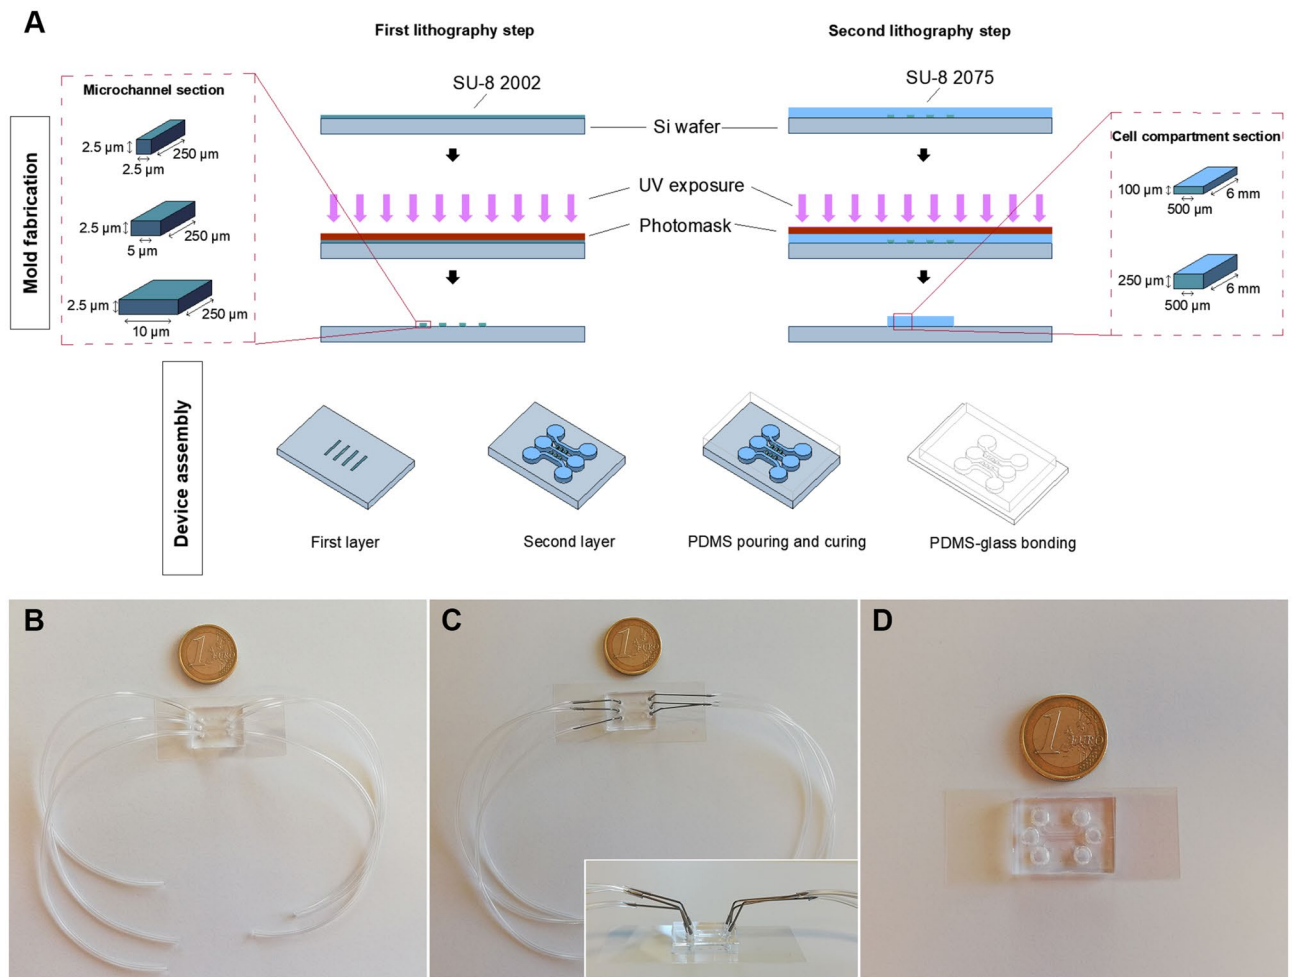 A
First lithography step
Second lithography step
Microchannel section
2.5 µm
2.5 µm
250 µm
2.5 µm
5 µm
250 µm
2.5 µm
10 µm
250 µm
SU-8 2002
SU-8 2075
Si wafer
UV exposure
Photomask
Cell compartment section
100 µm
500 µm
6 mm
250 µm
500 µm
6 mm
Mold fabrication
Device assembly
First layer
Second layer
PDMS pouring and curing
PDMS-glass bonding
B
1
EURO
C
1
EURO
D
1
EURO